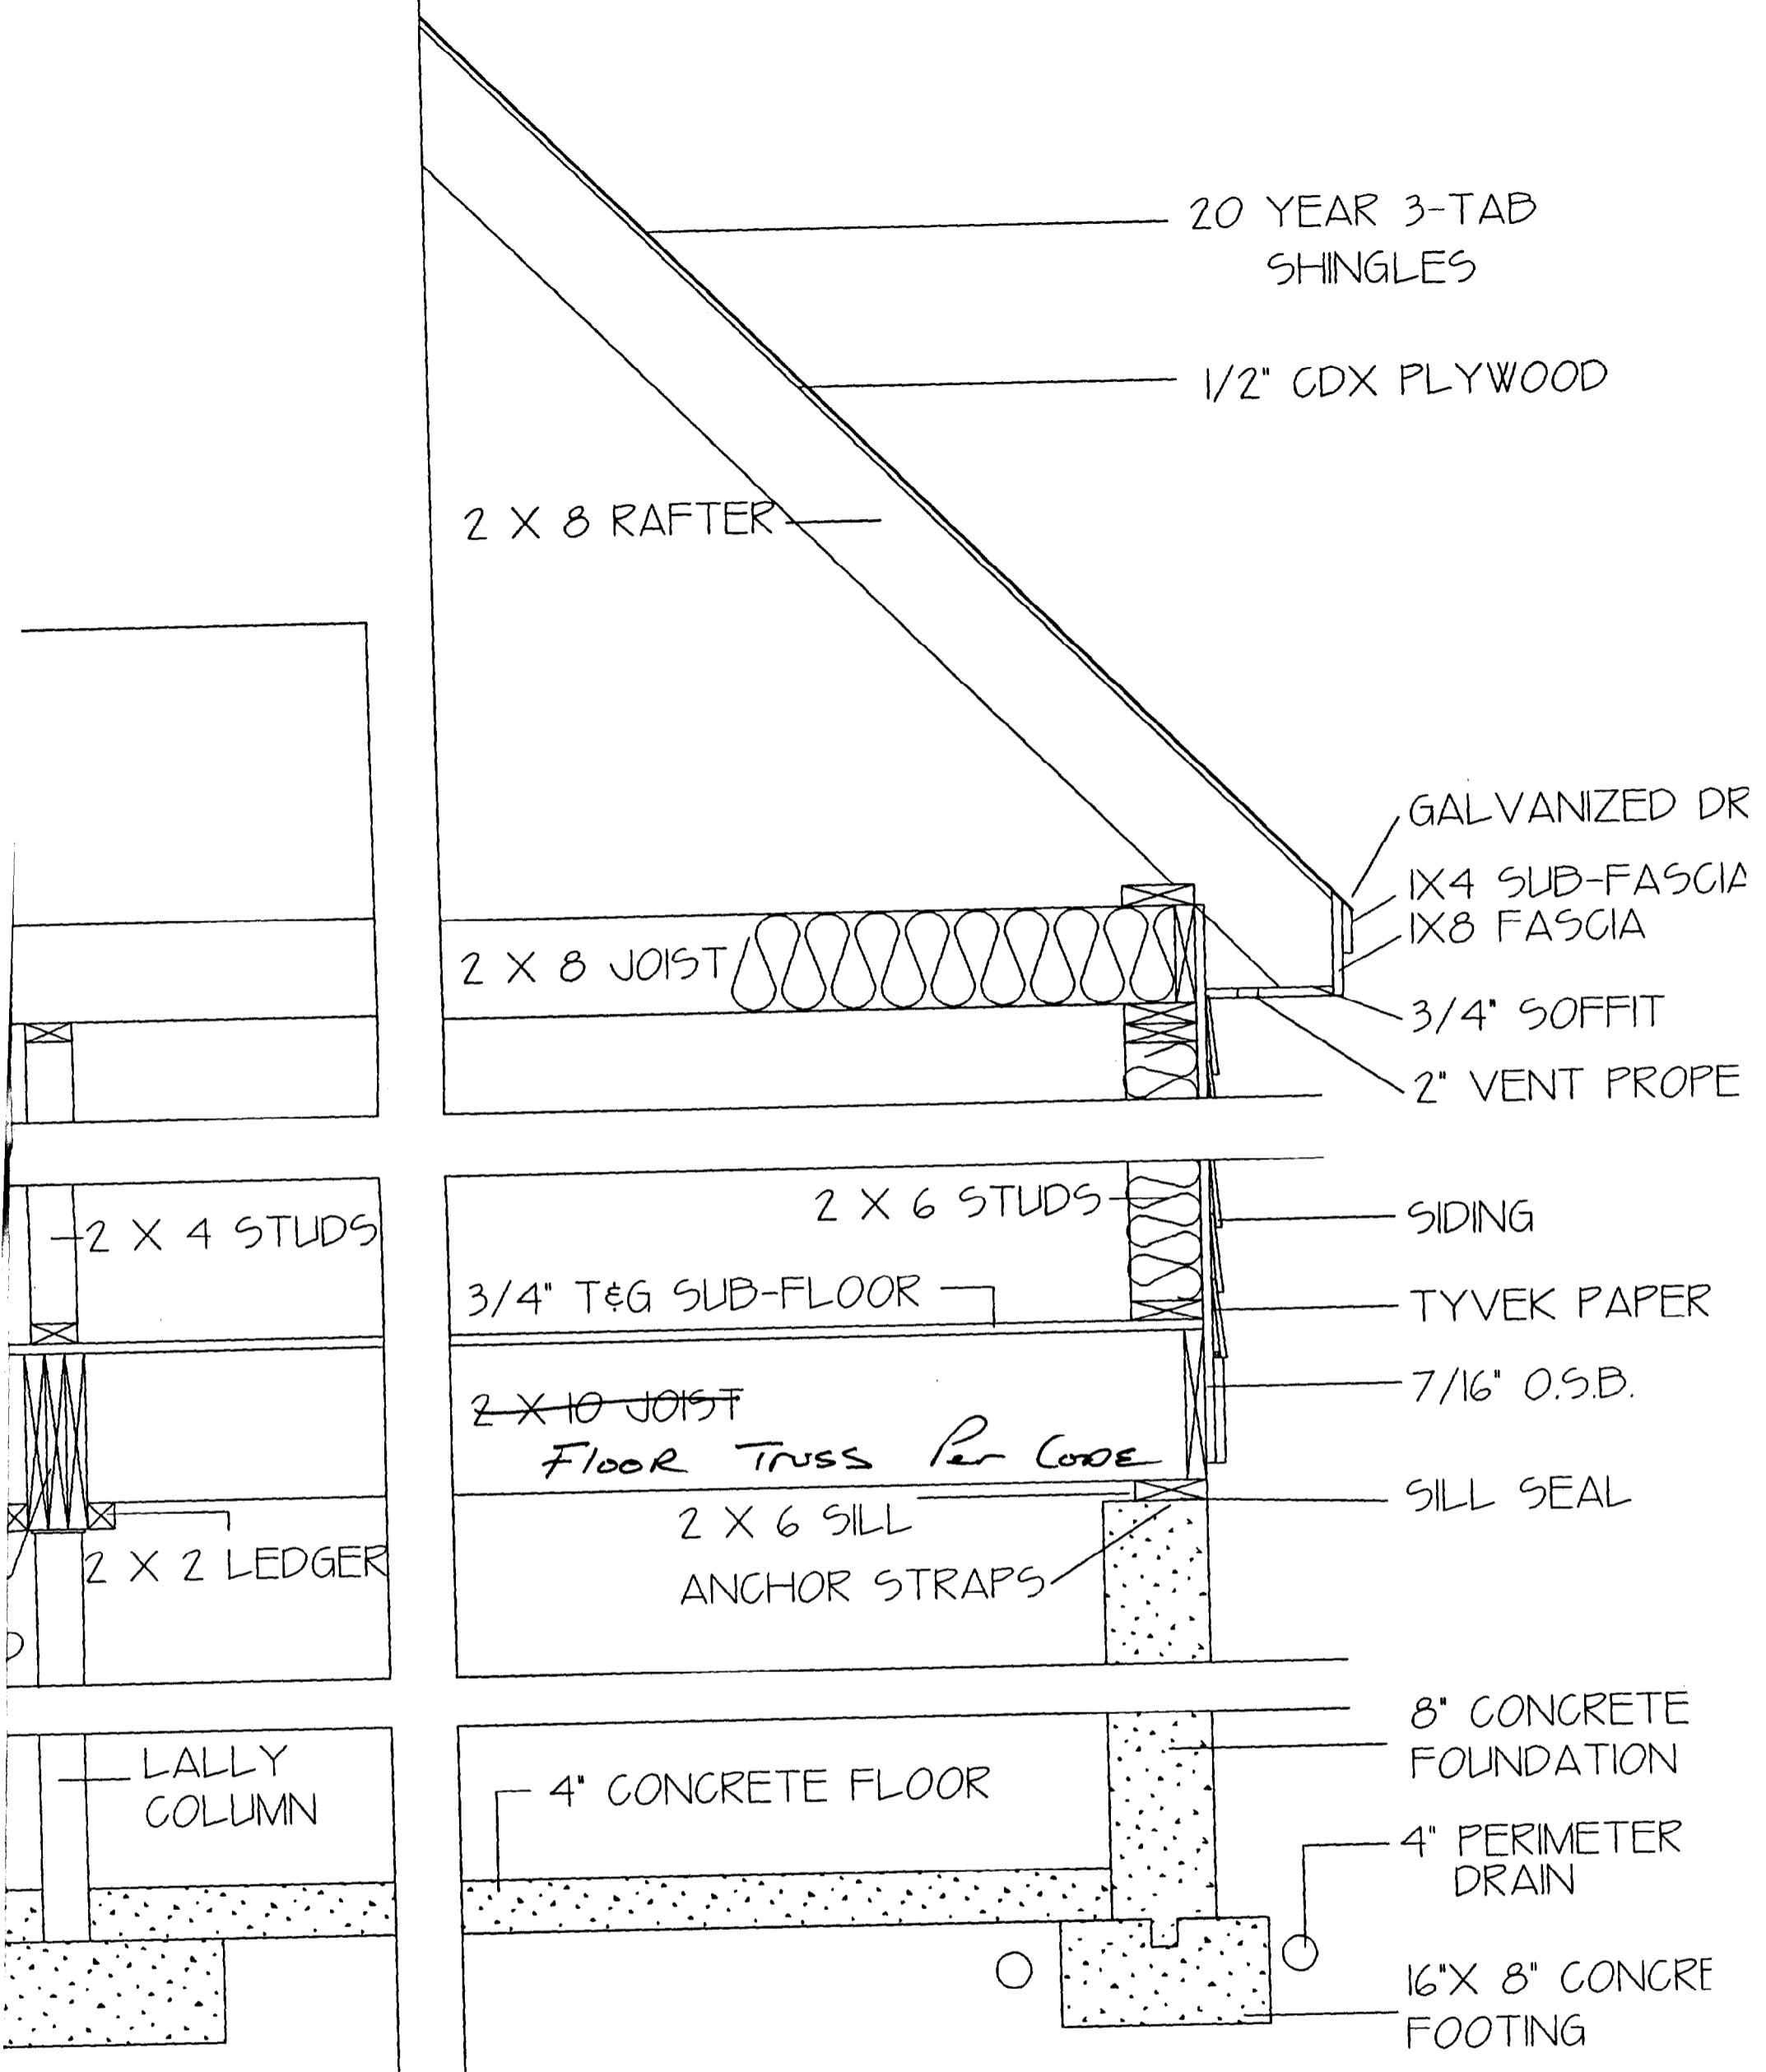 20 YEAR 3-TAB
SHINGLES
1/2" CDX PLYWOOD
2 X 8 RAFTER
GALVANIZED DR
1X4 SUB-FASCIA
1X8 FASCIA
2 X 8 JOIST
3/4" SOFFIT
2" VENT PROPE
2 X 6 STUDS
SIDING
2 X 4 STUDS
3/4" T&G SUB-FLOOR
TYVEK PAPER
7/16" O.S.B.
2 X 10 JOIST
Floor Truss Per Code
SILL SEAL
2 X 6 SILL
2 X 2 LEDGER
ANCHOR STRAPS
8" CONCRETE
FOUNDATION
LALLY
COLUMN
4" CONCRETE FLOOR
4" PERIMETER
DRAIN
16"X 8" CONCRE
FOOTING